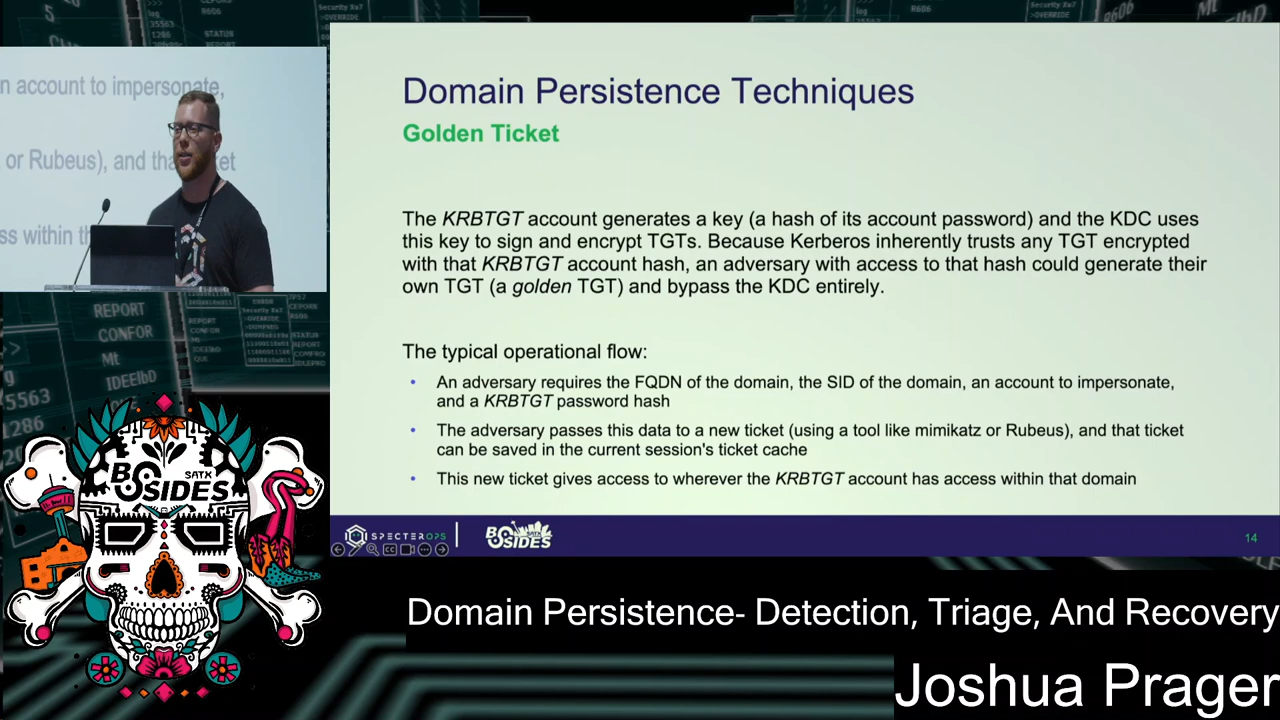 Domain Persistence Techniques
Golden Ticket
The KRBTGT account generates a key (a hash of its account password) and the KDC uses
this key to sign and encrypt TGTs. Because Kerberos inherently trusts any TGT encrypted
with that KRBTGT account hash, an adversary with access to that hash could generate their
own TGT (a golden TGT) and bypass the KDC entirely.
The typical operational flow:
• An adversary requires the FQDN of the domain, the SID of the domain, an account to impersonate,
and a KRBTGT password hash
• The adversary passes this data to a new ticket (using a tool like mimikatz or Rubeus), and that ticket
can be saved in the current session's ticket cache
• This new ticket gives access to wherever the KRBTGT account has access within that domain
SPECTEROPS
BSIDES SATX
14
n account to impersonate,
or Rubeus), and tha ket
ss within th
REPORT
CONFOR
Mt
IDEEIbD
5563
1286
BSIDES
SATX
Domain Persistence- Detection, Triage, And Recovery
Joshua Prager